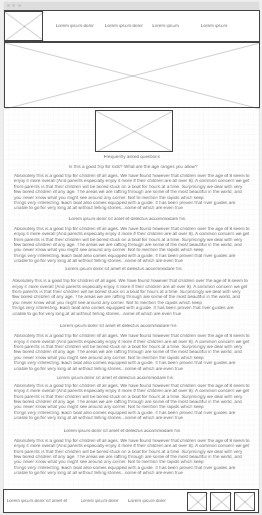 Lorem ipsum dolor
Lorem ipsum dolor
Lorem ipsum
Lorem ipsum
Frequently asked questions
Is this a good trip for kids? What are the age ranges you allow?
Absolutely this is a good trip for children of all ages. We have found however that children over the age of 8 seem to
enjoy it more overall (And parents especially enjoy it more if their children are all over 8). A common concern we get
from parents is that their children will be bored stuck on a boat for hours at a time. Surprisingly we deal with very
few bored children of any age. The areas we are rafting through are some of the most beautiful in the world, and
you never know what you might see around any corner. Not to mention the rapids which keep
things very interesting. Each boat also comes equipped with a guide. It has been proven that river guides are
unable to go for very long at all without telling stories...some of which are even true
Lorem ipsum dolor sit amet ei delectus accommodare his
Absolutely this is a good trip for children of all ages. We have found however that children over the age of 8 seem to
enjoy it more overall (And parents especially enjoy it more if their children are all over 8). A common concern we get
from parents is that their children will be bored stuck on a boat for hours at a time. Surprisingly we deal with very
few bored children of any age. The areas we are rafting through are some of the most beautiful in the world, and
you never know what you might see around any corner. Not to mention the rapids which keep
things very interesting. Each boat also comes equipped with a guide. It has been proven that river guides are
unable to go for very long at all without telling stories...some of which are even true
Lorem ipsum dolor sit amet ei delectus accommodare his
Absolutely this is a good trip for children of all ages. We have found however that children over the age of 8 seem to
enjoy it more overall (And parents especially enjoy it more if their children are all over 8). A common concern we get
from parents is that their children will be bored stuck on a boat for hours at a time. Surprisingly we deal with very
few bored children of any age. The areas we are rafting through are some of the most beautiful in the world, and
you never know what you might see around any corner. Not to mention the rapids which keep
things very interesting. Each boat also comes equipped with a guide. It has been proven that river guides are
unable to go for very long at all without telling stories...some of which are even true
Lorem ipsum dolor sit amet ei delectus accommodare his
Absolutely this is a good trip for children of all ages. We have found however that children over the age of 8 seem to
enjoy it more overall (And parents especially enjoy it more if their children are all over 8). A common concern we get
from parents is that their children will be bored stuck on a boat for hours at a time. Surprisingly we deal with very
few bored children of any age. The areas we are rafting through are some of the most beautiful in the world, and
you never know what you might see around any corner. Not to mention the rapids which keep
things very interesting. Each boat also comes equipped with a guide. It has been proven that river guides are
unable to go for very long at all without telling stories...some of which are even true
Lorem ipsum dolor sit amet ei delectus accommodare his
Absolutely this is a good trip for children of all ages. We have found however that children over the age of 8 seem to
enjoy it more overall (And parents especially enjoy it more if their children are all over 8). A common concern we get
from parents is that their children will be bored stuck on a boat for hours at a time. Surprisingly we deal with very
few bored children of any age. The areas we are rafting through are some of the most beautiful in the world, and
you never know what you might see around any corner. Not to mention the rapids which keep
things very interesting. Each boat also comes equipped with a guide. It has been proven that river guides are
unable to go for very long at all without telling stories...some of which are even true
Lorem ipsum dolor sit amet ei delectus accommodare his
Absolutely this is a good trip for children of all ages. We have found however that children over the age of 8 seem to
enjoy it more overall (And parents especially enjoy it more if their children are all over 8). A common concern we get
from parents is that their children will be bored stuck on a boat for hours at a time. Surprisingly we deal with very
few bored children of any age. The areas we are rafting through are some of the most beautiful in the world, and
you never know what you might see around any corner. Not to mention the rapids which keep
things very interesting. Each boat also comes equipped with a guide. It has been proven that river guides are
unable to go for very long at all without telling stories...some of which are even true
Lorem ipsum dolor sit amet ei
Lorem ipsum dolor
Lorem ipsum dolor